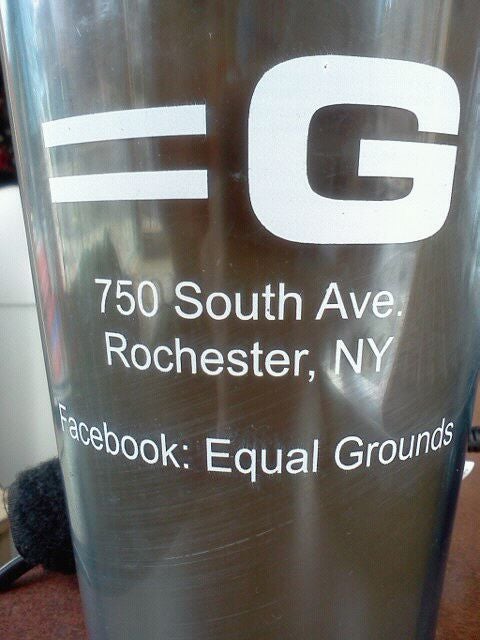 =G
750 South Ave.
Rochester, NY
Facebook: Equal Grounds